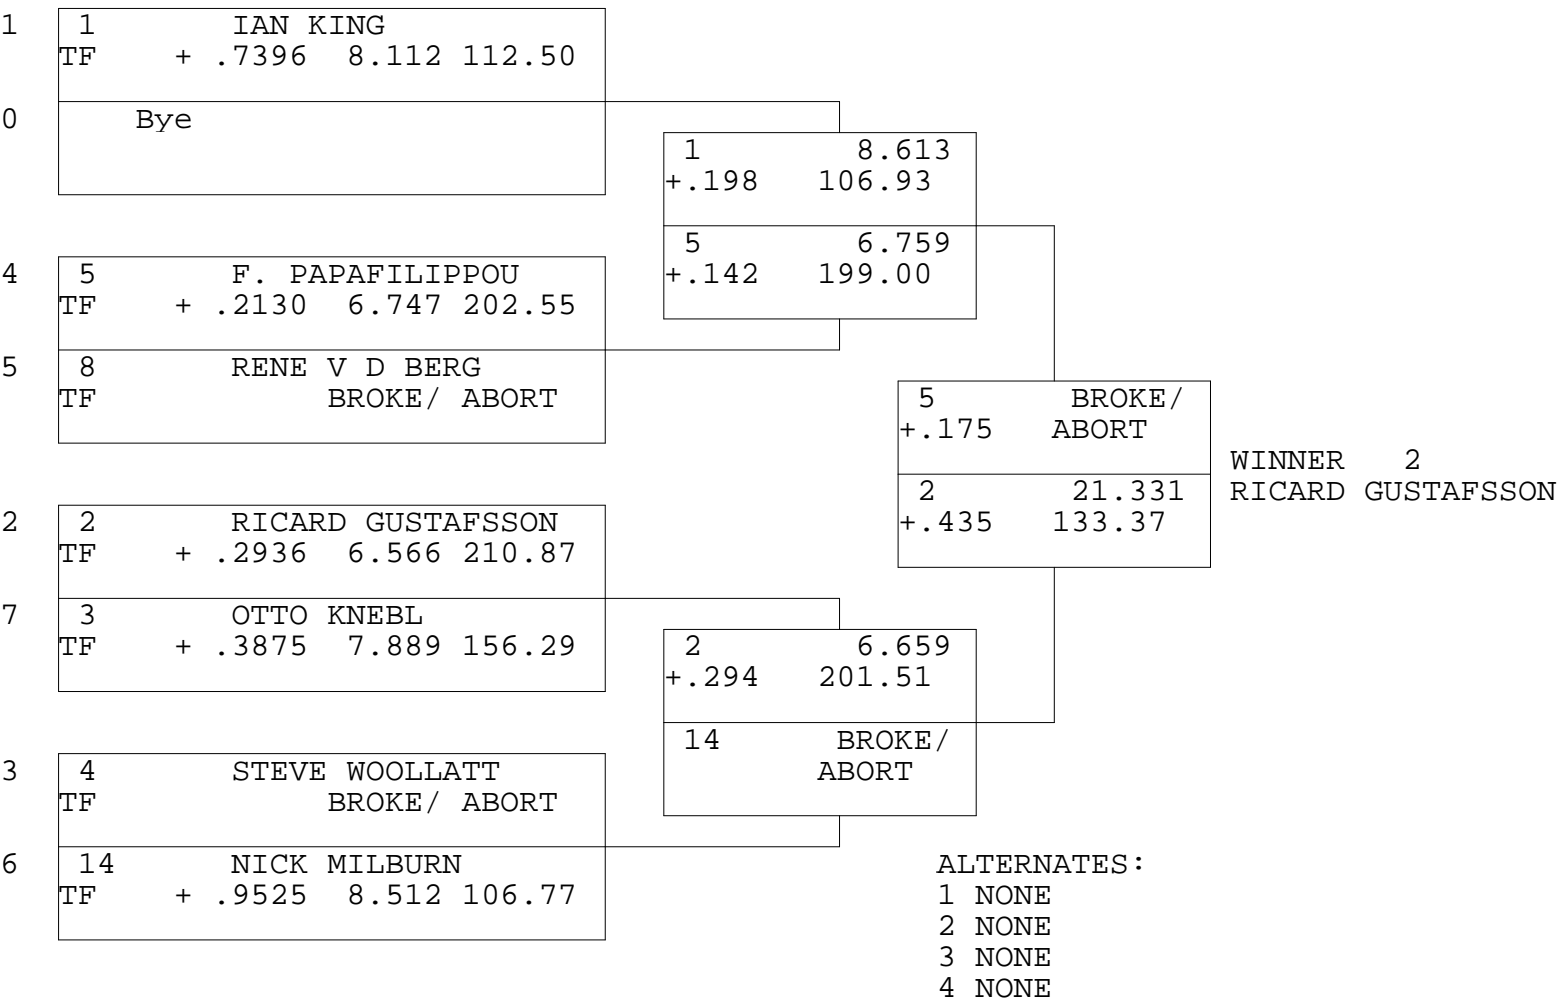 1 1 IAN KING
TF + .7396 8.112 112.50
0 Bye
1 8.613
+.198 106.93
5 6.759
+.142 199.00
4 5 F. PAPAFILIPPOU
TF + .2130 6.747 202.55
5 8 RENE V D BERG
TF BROKE/ ABORT
5 BROKE/
+.175 ABORT
2 21.331
+.435 133.37
WINNER 2
RICARD GUSTAFSSON
2 2 RICARD GUSTAFSSON
TF + .2936 6.566 210.87
7 3 OTTO KNEBL
TF + .3875 7.889 156.29
2 6.659
+.294 201.51
14 BROKE/
ABORT
3 4 STEVE WOOLLATT
TF BROKE/ ABORT
6 14 NICK MILBURN
TF + .9525 8.512 106.77
ALTERNATES:
1 NONE
2 NONE
3 NONE
4 NONE